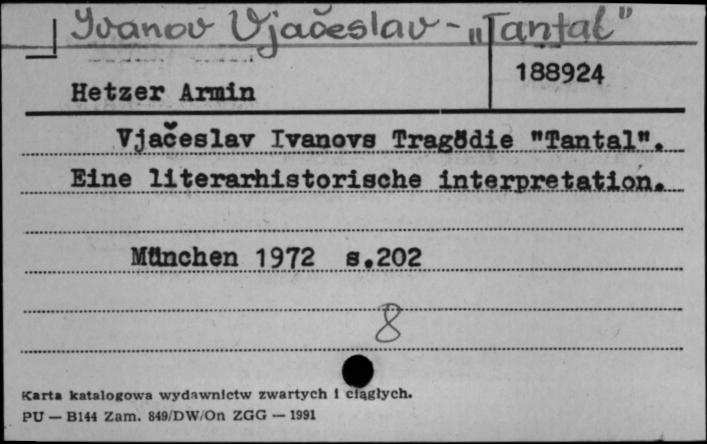 Ivanov Vjačeslav - „Tantal”
188924
Hetzer Armin
Vjačeslav Ivanovs Tragödie "Tantal".
Eine literarhistorische interpretation.
München 1972 s.202
8
Karta katalogowa wydawnictw zwartych i ciągłych.
PU — B144 Zam. 849/DW/On ZGG — 1991